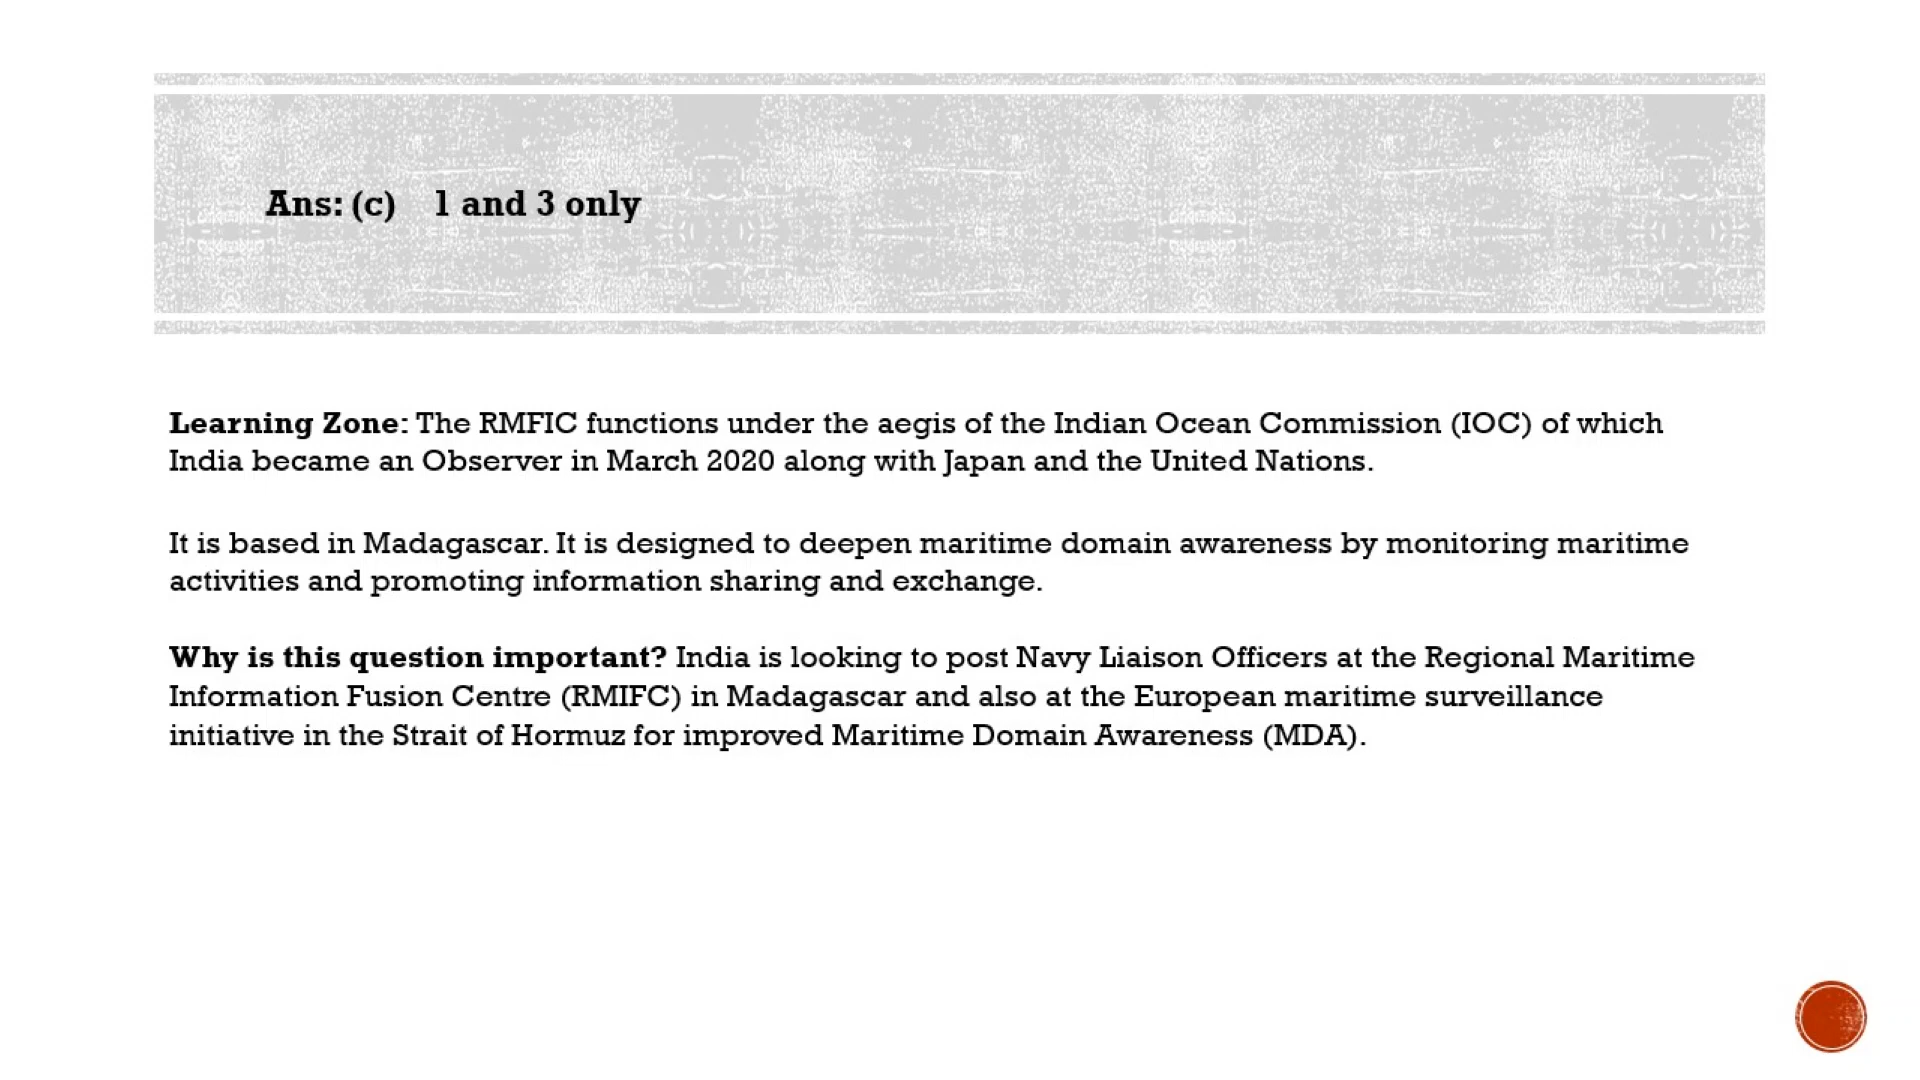 Ans: (c) 1 and 3 only
Learning Zone: The RMFIC functions under the aegis of the Indian Ocean Commission (IOC) of which
India became an Observer in March 2020 along with Japan and the United Nations.
It is based in Madagascar. It is designed to deepen maritime domain awareness by monitoring maritime
activities and promoting information sharing and exchange.
Why is this question important? India is looking to post Navy Liaison Officers at the Regional Maritime
Information Fusion Centre (RMIFC) in Madagascar and also at the European maritime surveillance
initiative in the Strait of Hormuz for improved Maritime Domain Awareness (MDA).